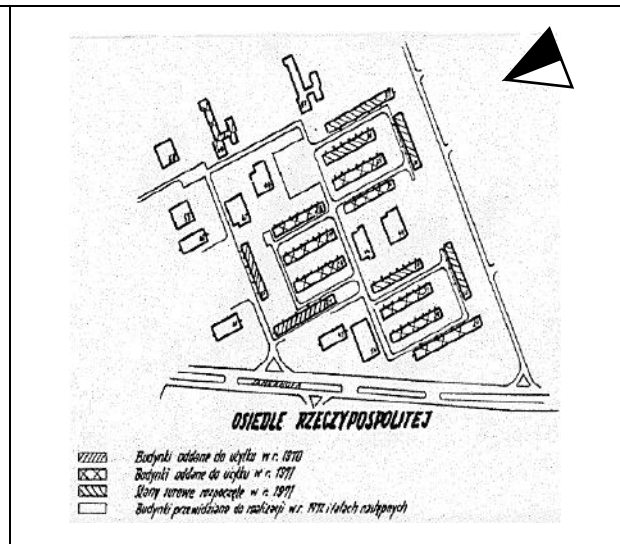 OSIEDLE RZECZYPOSPOLITEJ
Budynki oddane do użytku w r. 1970
Budynki oddane do użytku w r. 1971
Stany surowe rozpoczęte w r. 1971
Budynki przewidziane do realizacji w r. 1972 i latach następnych